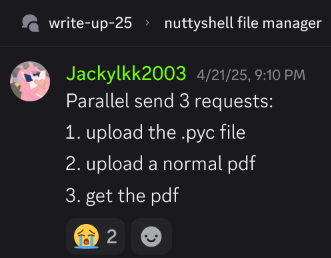 write-up-25 › nuttyshell file manager
Jackylkk2003 4/21/25, 9:10 PM
Parallel send 3 requests:
1. upload the .pyc file
2. upload a normal pdf
3. get the pdf
😭 2